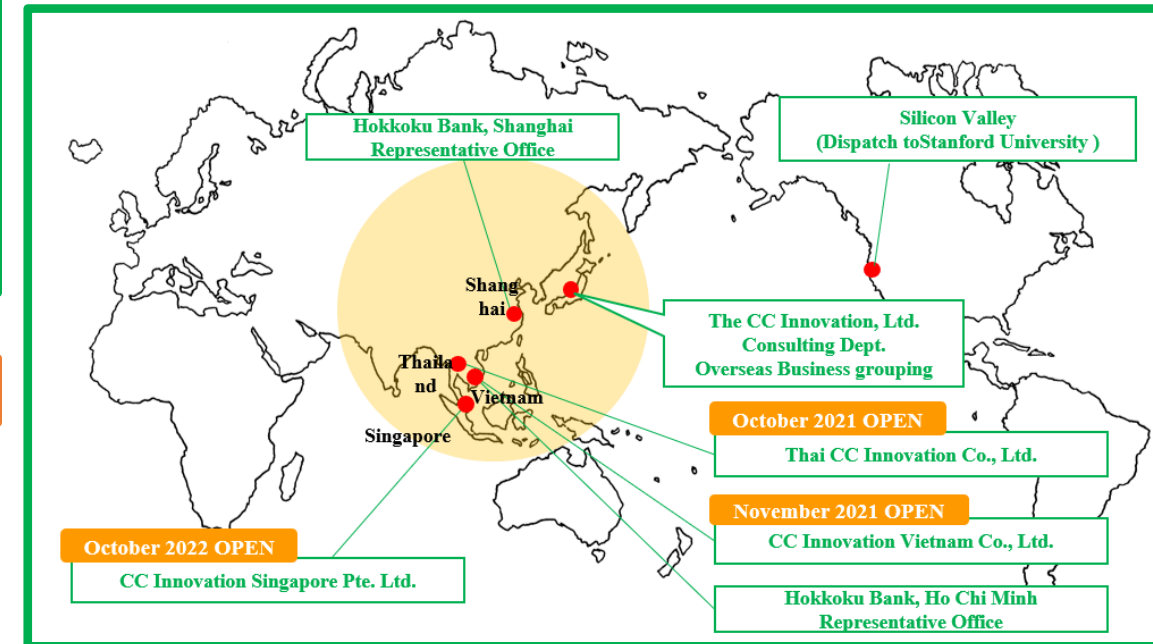 Hokkoku Bank, Shanghai
Representative Office
Silicon Valley
(Dispatch toStanford University )
Shang
hai
The CC Innovation, Ltd.
Consulting Dept.
Overseas Business grouping
Thaila
nd
Vietnam
Singapore
October 2021 OPEN
Thai CC Innovation Co., Ltd.
November 2021 OPEN
CC Innovation Vietnam Co., Ltd.
October 2022 OPEN
CC Innovation Singapore Pte. Ltd.
Hokkoku Bank, Ho Chi Minh
Representative Office